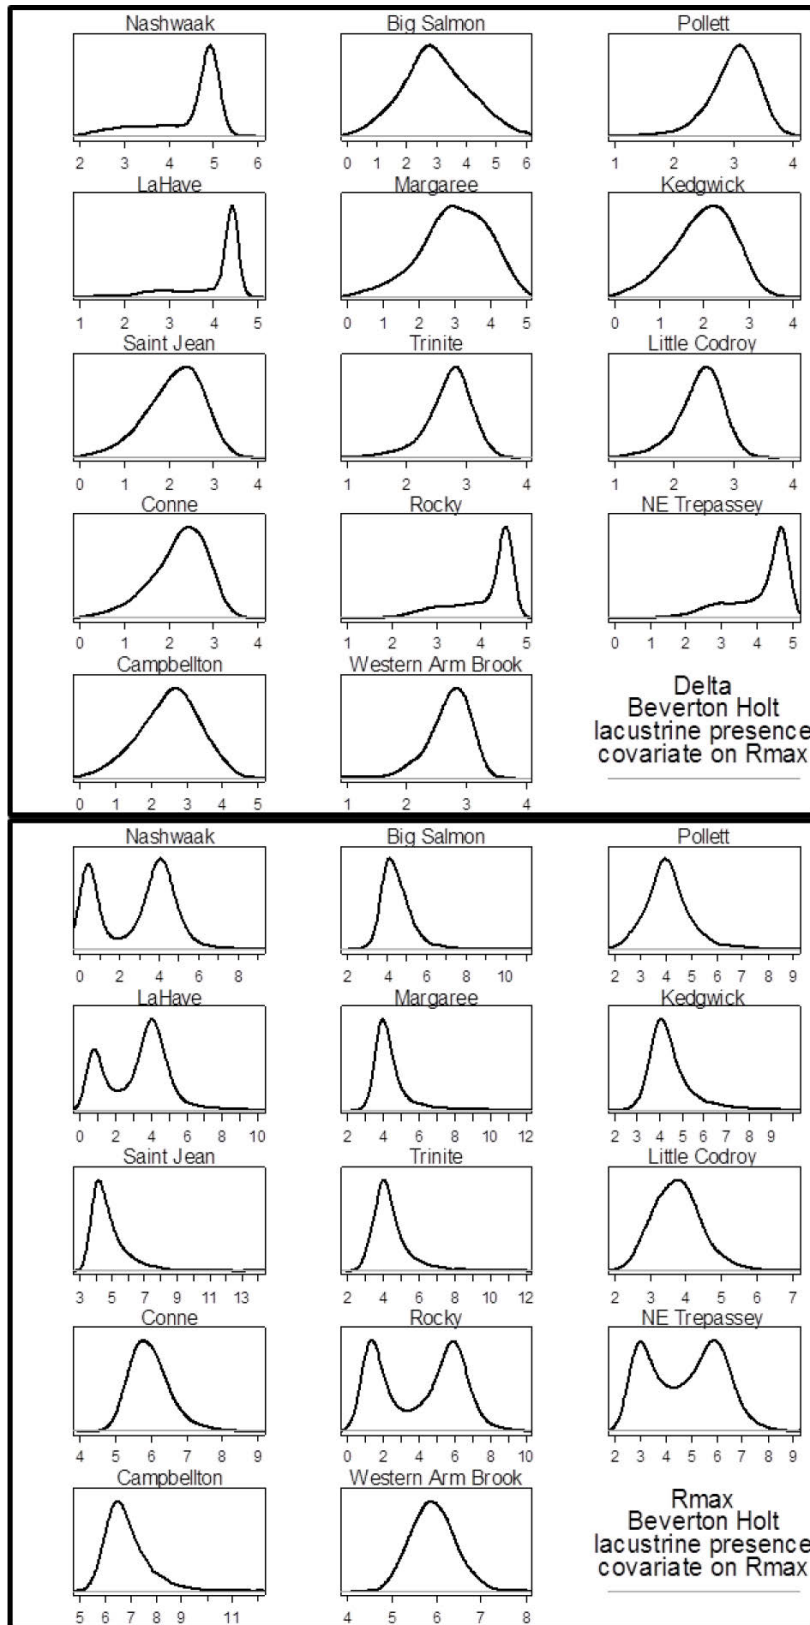 Nashwaak Big Salmon Pollett
2 3 4 5 6 0 1 2 3 4 5 6 1 2 3 4
LaHave Margaree Kedgwick
1 2 3 4 5 0 1 2 3 4 5 0 1 2 3 4
Saint Jean Trinite Little Codroy
0 1 2 3 4 1 2 3 4 1 2 3 4
Conne Rocky NE Trepassey
0 1 2 3 4 1 2 3 4 5 0 1 2 3 4 5
Campbellton Western Arm Brook
0 1 2 3 4 5 1 2 3 4
Delta
Beverton Holt
lacustrine presence
covariate on Rmax
Nashwaak Big Salmon Pollett
0 2 4 6 8 2 4 6 8 10 2 3 4 5 6 7 8 9
LaHave Margaree Kedgwick
0 2 4 6 8 10 2 4 6 8 10 12 2 3 4 5 6 7 8 9
Saint Jean Trinite Little Codroy
3 5 7 9 11 13 2 4 6 8 10 12 2 3 4 5 6 7
Conne Rocky NE Trepassey
4 5 6 7 8 9 0 2 4 6 8 10 2 3 4 5 6 7 8 9
Campbellton Western Arm Brook
5 6 7 8 9 11 4 5 6 7 8
Rmax
Beverton Holt
lacustrine presence
covariate on Rmax